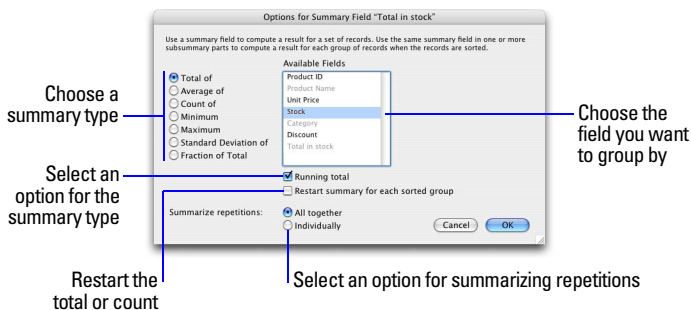 Options for Summary Field “Total in stock”
Use a summary field to compute a result for a set of records. Use the same summary field in one or more
subsummary parts to compute a result for each group of records when the records are sorted.
Available Fields
Total of
Average of
Count of
Minimum
Maximum
Standard Deviation of
Fraction of Total
Product ID
Product Name
Unit Price
Stock
Category
Discount
Total in stock
Choose a
summary type
Choose the
field you want
to group by
Select an
option for the
summary type
Running total
Restart summary for each sorted group
Summarize repetitions:
All together
Individually
Cancel
OK
Restart the
total or count
Select an option for summarizing repetitions